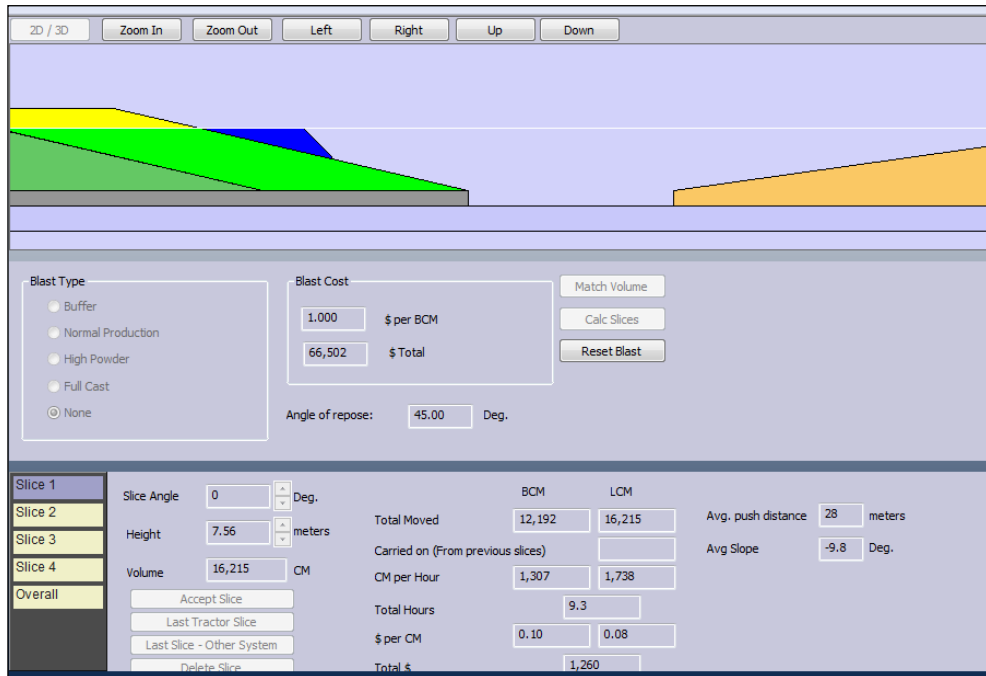 2D / 3D Zoom In Zoom Out Left Right Up Down
Blast Type
Buffer
Normal Production
High Powder
Full Cast
None
Blast Cost
1.000 $ per BCM
66,502 $ Total
Match Volume
Calc Slices
Reset Blast
Angle of repose: 45.00 Deg.
Slice 1
Slice 2
Slice 3
Slice 4
Overall
Slice Angle 0 Deg.
Height 7.56 meters
Volume 16,215 CM
Accept Slice
Last Tractor Slice
Last Slice - Other System
Delete Slice
BCM LCM
Total Moved 12,192 16,215
Carried on (From previous slices)
CM per Hour 1,307 1,738
Total Hours 9.3
$ per CM 0.10 0.08
Total $ 1,260
Avg. push distance 28 meters
Avg Slope -9.8 Deg.